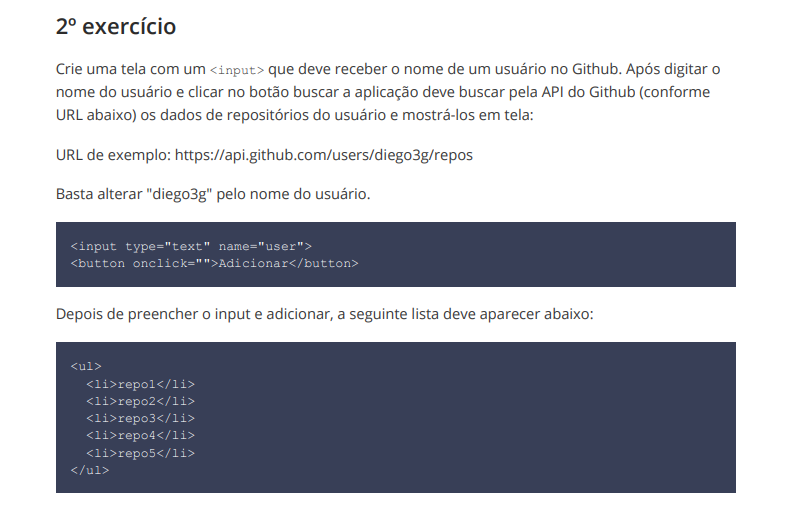 2º exercício
Crie uma tela com um <input> que deve receber o nome de um usuário no Github. Após digitar o
nome do usuário e clicar no botão buscar a aplicação deve buscar pela API do Github (conforme
URL abaixo) os dados de repositórios do usuário e mostrá-los em tela:
URL de exemplo: https://api.github.com/users/diego3g/repos
Basta alterar "diego3g" pelo nome do usuário.
<input type="text" name="user">
<button onclick="">Adicionar</button>
Depois de preencher o input e adicionar, a seguinte lista deve aparecer abaixo:
<ul>
<li>repo1</li>
<li>repo2</li>
<li>repo3</li>
<li>repo4</li>
<li>repo5</li>
</ul>